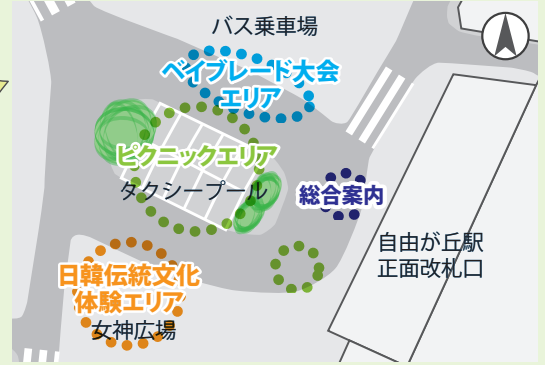 バス乗車場
ベイブレード大会
エリア
ピクニックエリア
タクシープール
総合案内
自由が丘駅
正面改札口
日韓伝統文化
体験エリア
女神広場